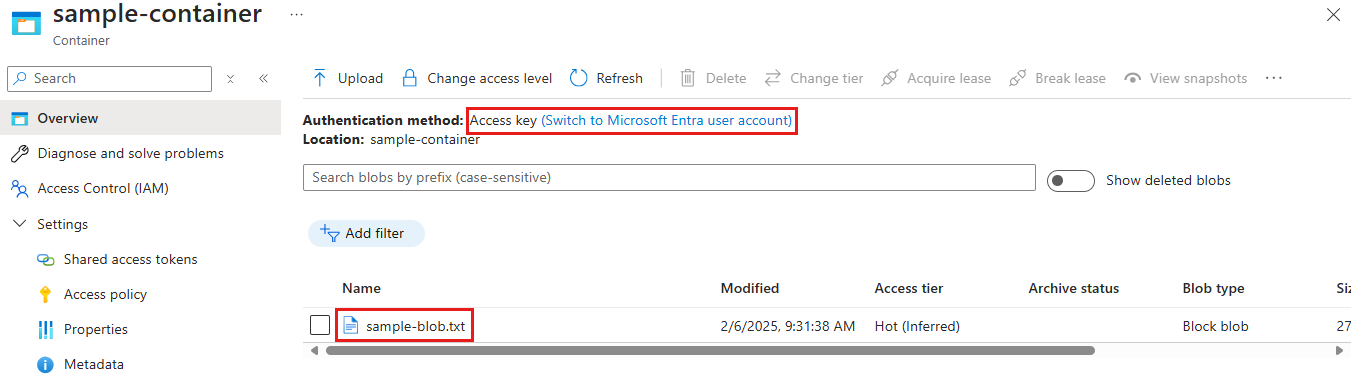 sample-container ...
Container
Search
Upload Change access level Refresh Delete Change tier Acquire lease Break lease View snapshots ...
Overview
Diagnose and solve problems
Access Control (IAM)
Settings
Shared access tokens
Access policy
Properties
Metadata
Authentication method: Access key (Switch to Microsoft Entra user account)
Location: sample-container
Search blobs by prefix (case-sensitive)
Show deleted blobs
Add filter
Name Modified Access tier Archive status Blob type
sample-blob.txt 2/6/2025, 9:31:38 AM Hot (Inferred) Block blob 27